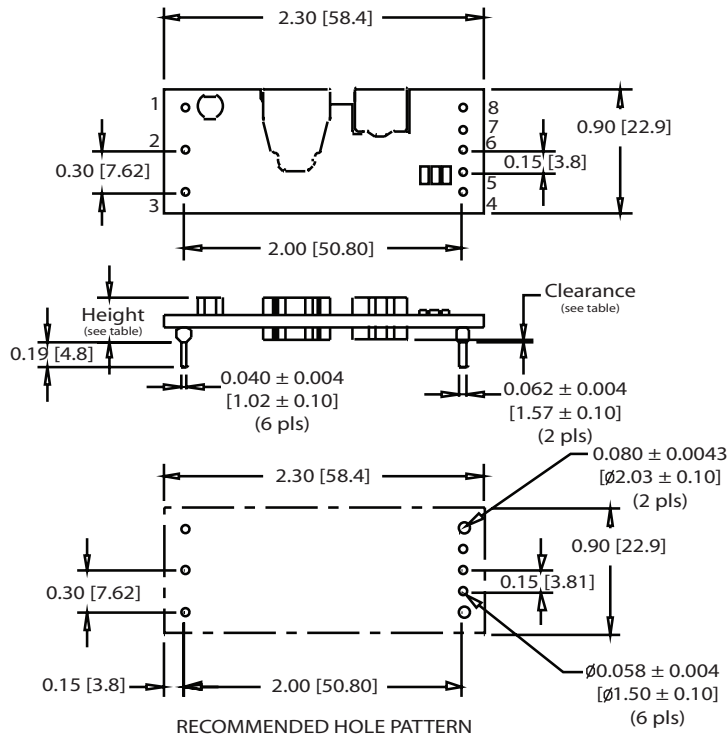 2.30 [58.4]
1
8
7
2
6
0.90 [22.9]
0.30 [7.62]
0.15 [3.8]
5
3
4
2.00 [50.80]
Height
(see table)
Clearance
(see table)
0.19 [4.8]
0.040 ± 0.004
[1.02 ± 0.10]
(6 pls)
0.062 ± 0.004
[1.57 ± 0.10]
(2 pls)
2.30 [58.4]
0.080 ± 0.0043
[Ø2.03 ± 0.10]
(2 pls)
0.90 [22.9]
0.30 [7.62]
0.15 [3.81]
0.15 [3.8]
2.00 [50.80]
Ø0.058 ± 0.004
[Ø1.50 ± 0.10]
(6 pls)
RECOMMENDED HOLE PATTERN